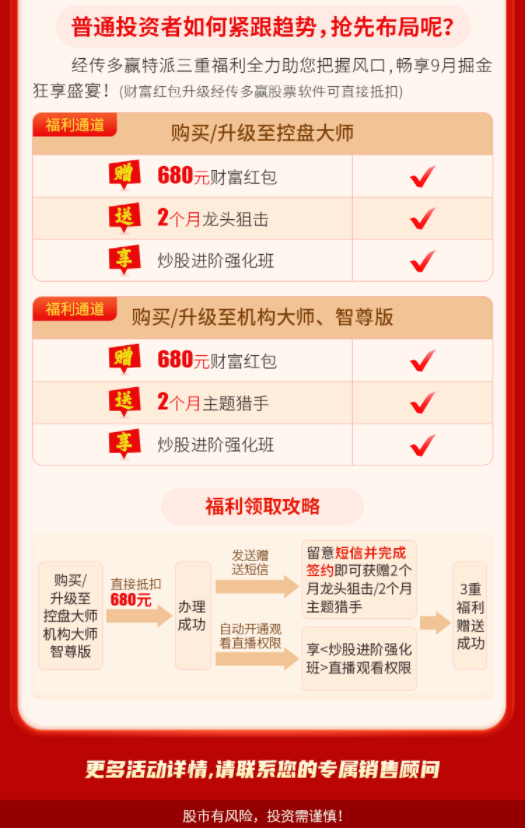 普通投资者如何紧跟趋势,抢先布局呢?
经传多赢特派三重福利全力助您把握风口,畅享9月掘金
狂享盛宴! (财富红包升级经传多赢股票软件可直接抵扣)
福利通道
购买/升级至控盘大师
赠 680元财富红包
送 2个月龙头狙击
享 炒股进阶强化班
福利通道
购买/升级至机构大师、智尊版
赠 680元财富红包
送 2个月主题猎手
享 炒股进阶强化班
福利领取攻略
购买/
升级至
控盘大师
机构大师
智尊版
直接抵扣
680元
办理
成功
发送赠
送短信
留意短信并完成
签约即可获赠2个
月龙头狙击/2个月
主题猎手
自动开通观
看直播权限
享<炒股进阶强化
班>直播观看权限
3重
福利
赠送
成功
更多活动详情,请联系您的专属销售顾问
股市有风险，投资需谨慎!